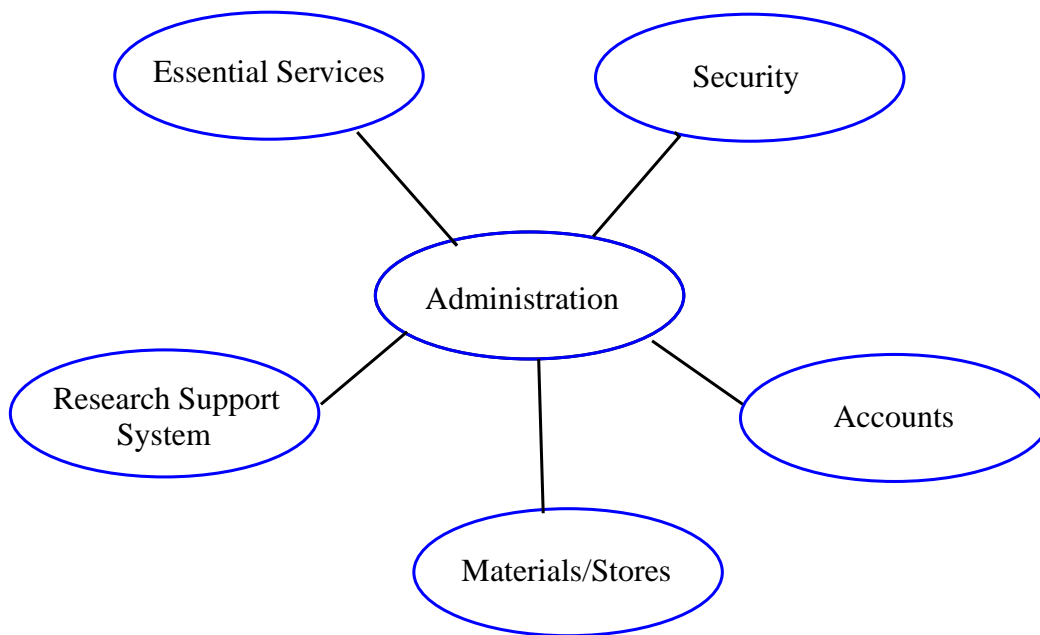 Essential Services
Security
Administration
Research Support
System
Accounts
Materials/Stores